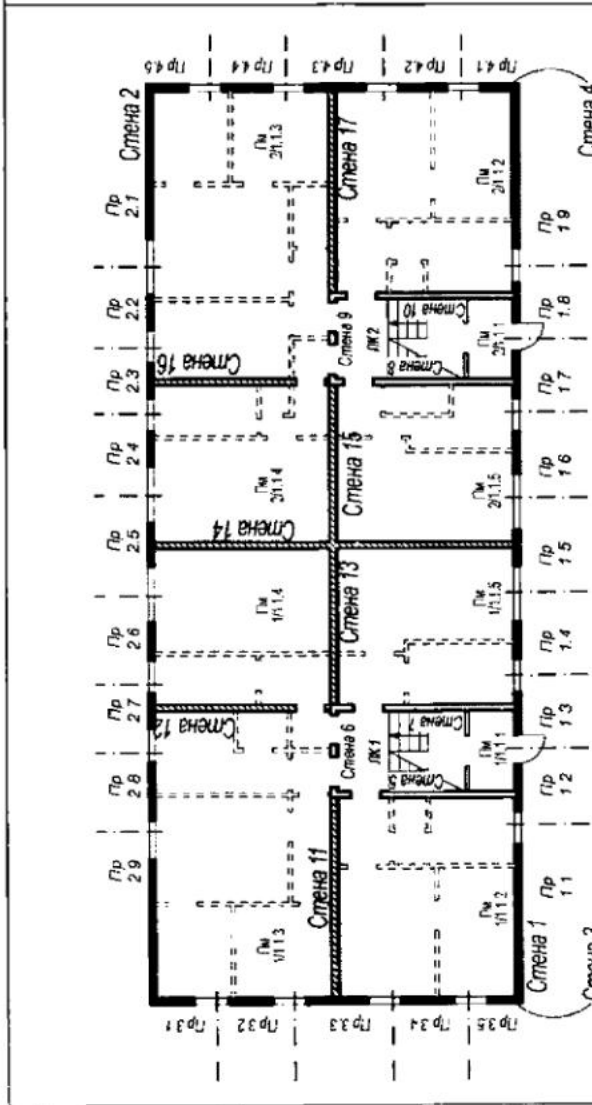 Пр 4.5
Пр 4.4
Пр 4.3
Пр 4.2
Пр 4.1
Стена 2
Пр
2.1
Пм
2/1.1.3
Стена 17
Пм
2/1.1.2
Пр
1.9
Стена 4
Пр
2.2
Стена 9
Стена 10
ЛК2
Пм
2/1.1.1
Пр
1.8
Пр
2.3
Стена 16
Стена 8
Пр
1.7
Пр
2.4
Пм
2/1.1.4
Стена 15
Пм
2/1.1.5
Пр
1.6
Пр
2.5
Стена 14
Пр
1.5
Пр
2.6
Пм
1/1.1.4
Стена 13
Пм
1/1.1.5
Пр
1.4
Пр
2.7
Стена 12
Стена 7
Пр
1.3
Стена 6
ЛК1
Пм
1/1.1.1
Пр
2.8
Стена 5
Пр
1.2
Пр
2.9
Стена 11
Пр
1.1
Пм
1/1.1.3
Пм
1/1.1.2
Стена 1
Стена 3
Пр 3.1
Пр 3.2
Пр 3.3
Пр 3.4
Пр 3.5